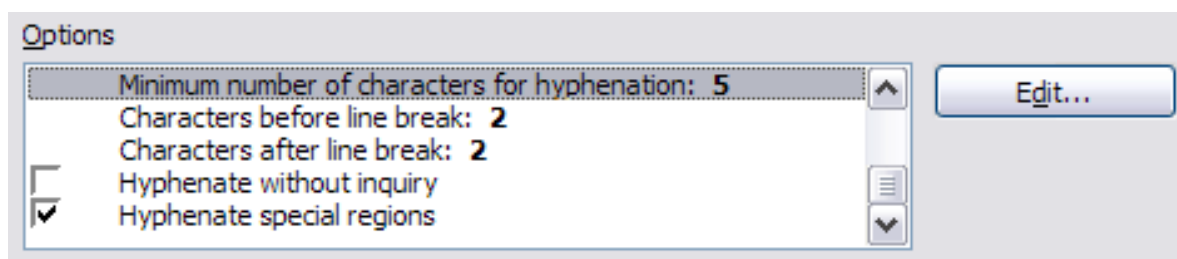 Options
Minimum number of characters for hyphenation: 5
Edit...
Characters before line break: 2
Characters after line break: 2
Hyphenate without inquiry
Hyphenate special regions